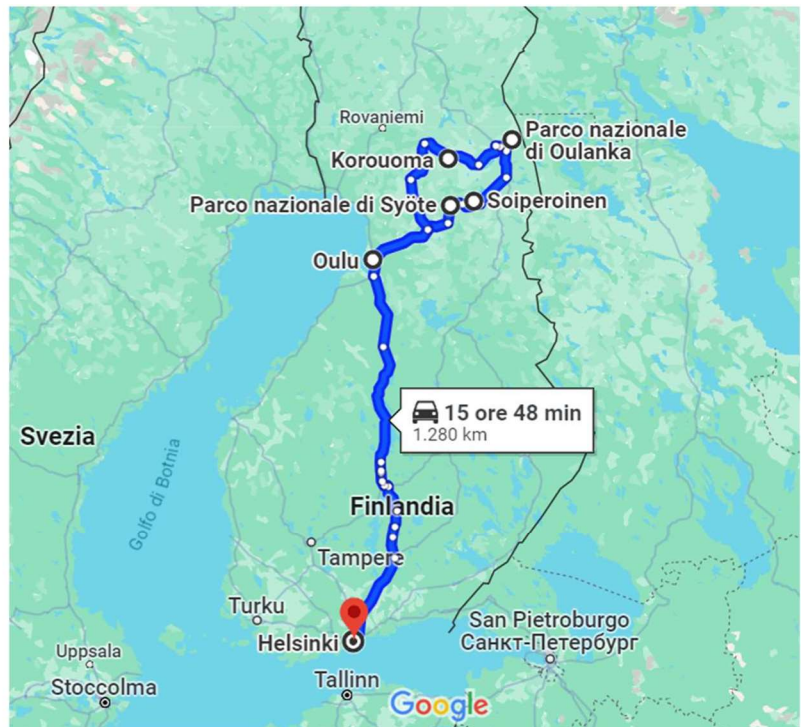 Rovaniemi
Parco nazionale
di Oulanka
Korouoma
Parco nazionale di Syöte
Soiperoinen
Oulu
15 ore 48 min
1.280 km
Svezia
Golfo di Botnia
Finlandia
Tampere
Turku
Helsinki
San Pietroburgo
Санкт-Петербург
Uppsala
Stoccolma
Tallinn
Google